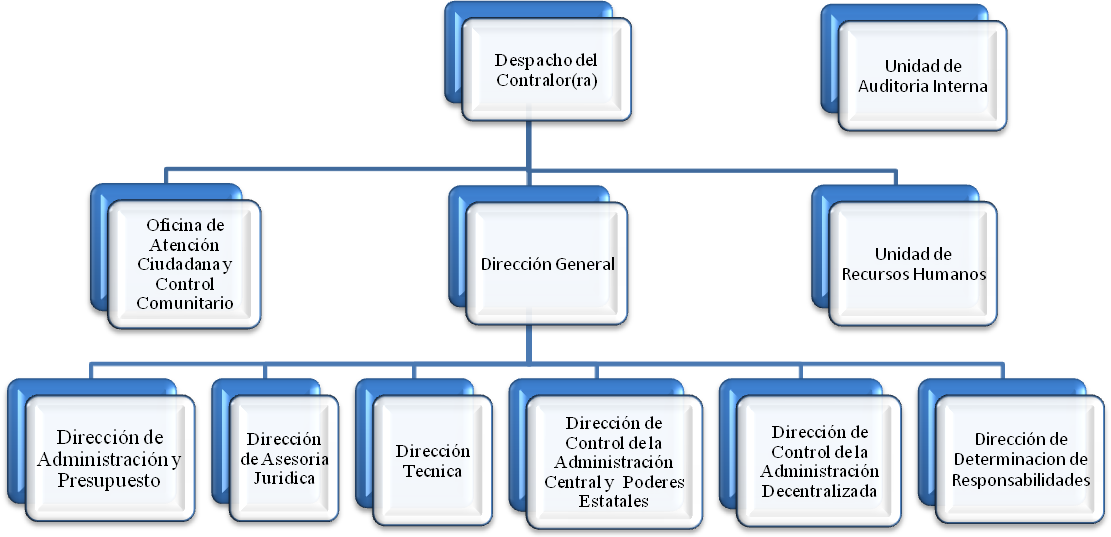 Despacho del
Contralor(ra)
Unidad de
Auditoria Interna
Oficina de
Atención
Ciudadana y
Control
Comunitario
Dirección General
Unidad de
Recursos Humanos
Dirección de
Administración y
Presupuesto
Dirección
de Asesoria
Juridica
Dirección
Tecnica
Dirección de
Control de la
Administración
Central y Poderes
Estatales
Dirección de
Control de la
Administración
Decentralizada
Dirección de
Determinacion de
Responsabilidades